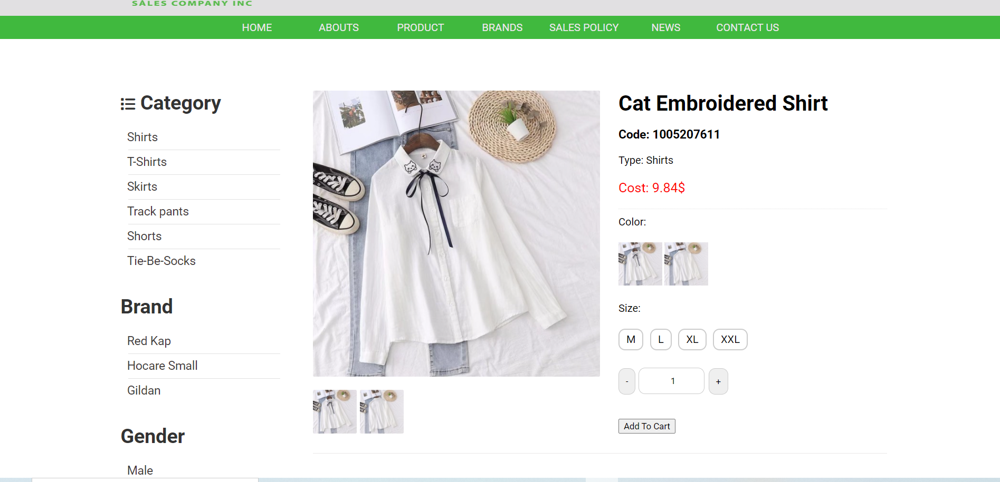 SALES COMPANY INC
HOME ABOUTS PRODUCT BRANDS SALES POLICY NEWS CONTACT US
Category
Shirts
T-Shirts
Skirts
Track pants
Shorts
Tie-Be-Socks
Brand
Red Kap
Hocare Small
Gildan
Gender
Male
Cat Embroidered Shirt
Code: 1005207611
Type: Shirts
Cost: 9.84$
Color:
Size:
M L XL XXL
- 1 +
Add To Cart